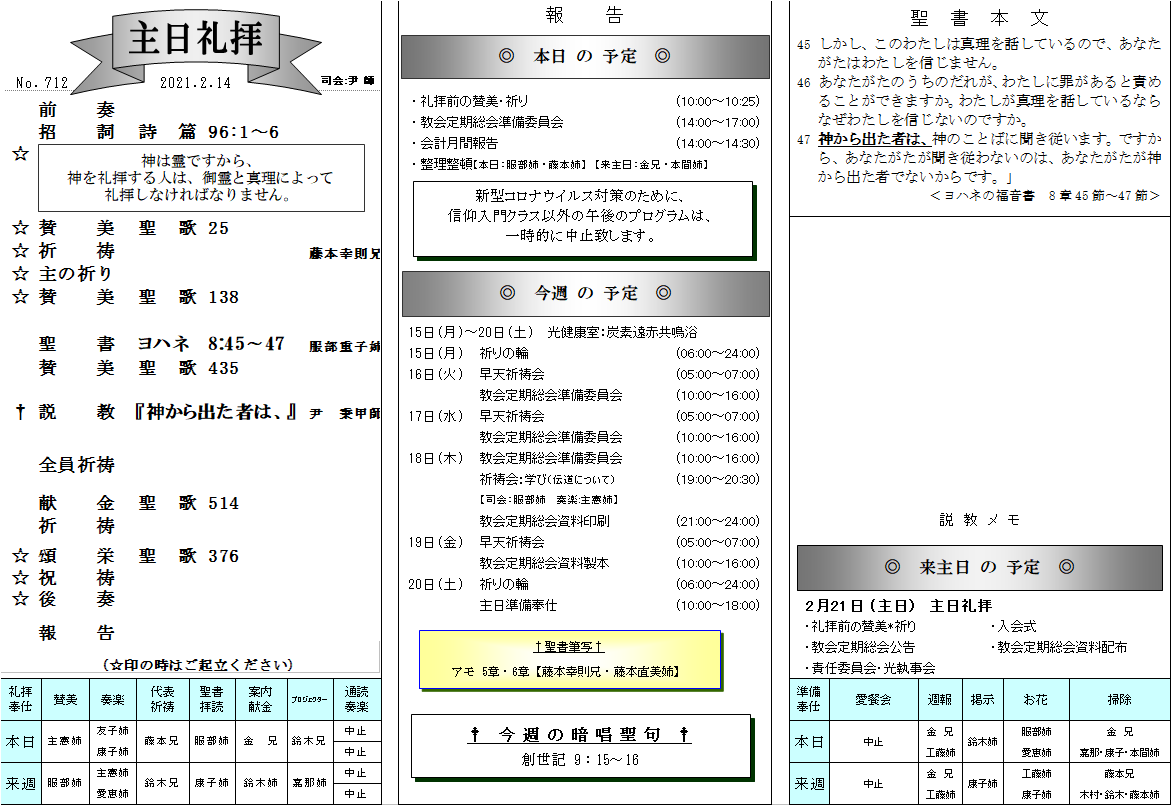 主日礼拝
No. 712
2021.2.14
司会:尹 師
前 奏
招 詞 詩 篇 96:1～6
☆
神は霊ですから、
神を礼拝する人は、御霊と真理によって
礼拝しなければなりません。
☆ 賛 美 聖 歌 25
☆ 祈 祷 藤本幸則兄
☆ 主の祈り
☆ 賛 美 聖 歌 138
聖 書 ヨハネ 8:45～47 服部重子姉
賛 美 聖 歌 435
✝ 説 教 『神から出た者は、』 尹 秉甲師
全員祈祷
献 金 聖 歌 514
祈 祷
☆ 頌 栄 聖 歌 376
☆ 祝 祷
☆ 後 奏
報 告
(☆印の時はご起立ください)
礼拝奉仕 賛美 奏楽 代表祈祷 聖書拝読 案内献金 プロジェクター 通読奏楽
本日 主憲姉 友子姉 康子姉 藤本兄 服部姉 金 兄 鈴木兄 中止 中止
来週 服部姉 主憲姉 愛恵姉 鈴木兄 康子姉 鈴木姉 嘉那姉 中止 中止
報 告
◎ 本日 の 予定 ◎
・礼拝前の賛美・祈り (10:00～10:25)
・教会定期総会準備委員会 (14:00～17:00)
・会計月間報告 (14:00～14:30)
・整理整頓【本日:服部姉・藤本姉】【来主日:金兄・本間姉】
新型コロナウイルス対策のために、
信仰入門クラス以外の午後のプログラムは、
一時的に中止致します。
◎ 今週 の 予定 ◎
15日(月)～20日(土) 光健康室:炭素遠赤共鳴浴
15日(月) 祈りの輪 (06:00～24:00)
16日(火) 早天祈祷会 (05:00～07:00)
教会定期総会準備委員会 (10:00～16:00)
17日(水) 早天祈祷会 (05:00～07:00)
教会定期総会準備委員会 (10:00～16:00)
18日(木) 教会定期総会準備委員会 (10:00～16:00)
祈祷会:学び(伝道について) (19:00～20:30)
【司会:服部姉 奏楽:主憲姉】
教会定期総会資料印刷 (21:00～24:00)
19日(金) 早天祈祷会 (05:00～07:00)
教会定期総会資料製本 (10:00～16:00)
20日(土) 祈りの輪 (06:00～24:00)
主日準備奉仕 (10:00～18:00)
✝聖書筆写✝
アモ 5章・6章【藤本幸則兄・藤本直美姉】
✝ 今週の暗唱聖句 ✝
創世記 9：15～16
聖 書 本 文
45 しかし、このわたしは真理を話しているので、あなた
がたはわたしを信じません。
46 あなたがたのうちのだれが、わたしに罪があると責め
ることができますか。わたしが真理を話しているなら
なぜわたしを信じないのですか。
47 神から出た者は、神のことばに聞き従います。ですか
ら、あなたがたが聞き従わないのは、あなたがたが神
から出た者でないからです。」
＜ヨハネの福音書 8章45節～47節＞
説 教 メ モ
◎ 来主日 の 予定 ◎
2月21日（主日） 主日礼拝
・礼拝前の賛美*祈り ・入会式
・教会定期総会公告 ・教会定期総会資料配布
・責任委員会・光執事会
準備奉仕 愛餐会 週報 掲示 お花 掃除
本日 中止 金 兄 工藤姉 鈴木姉 服部姉 愛恵姉 金 兄 嘉那・康子・本間姉
来週 中止 金 兄 工藤姉 康子姉 工藤姉 康子姉 藤本兄 木村・鈴木・藤本姉